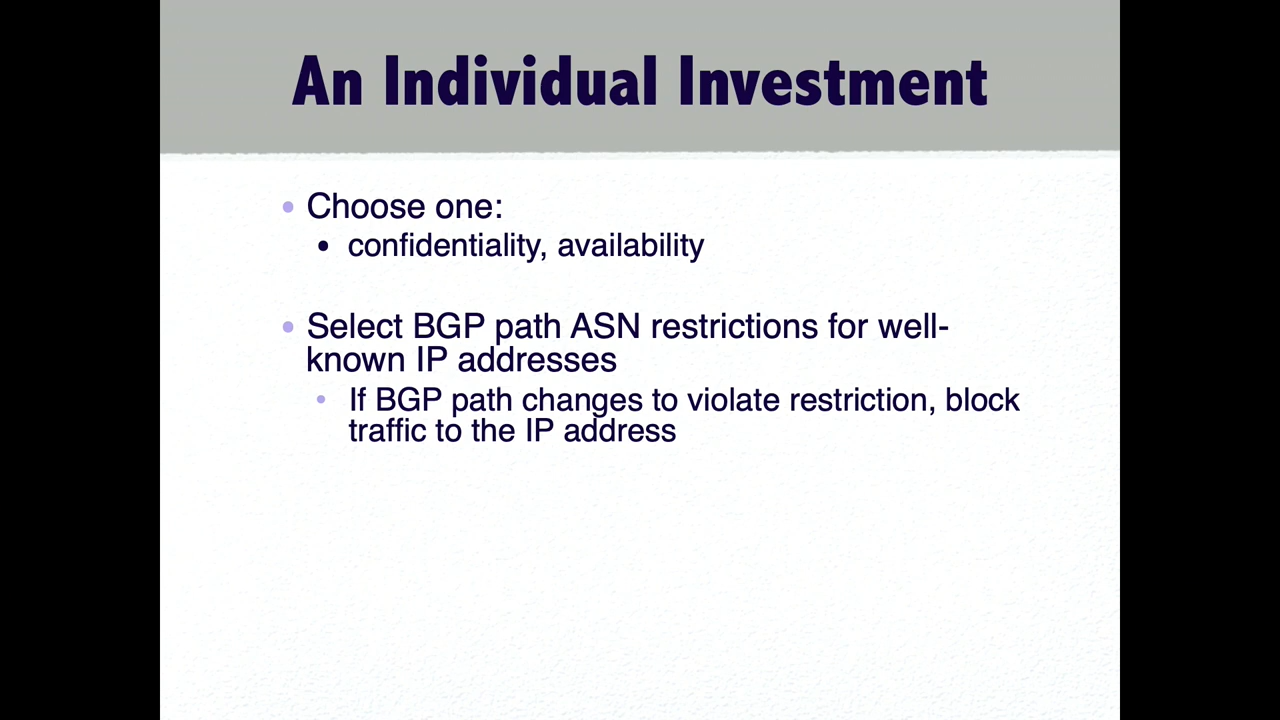 An Individual Investment
• Choose one:
• confidentiality, availability
• Select BGP path ASN restrictions for well-
known IP addresses
• If BGP path changes to violate restriction, block
traffic to the IP address